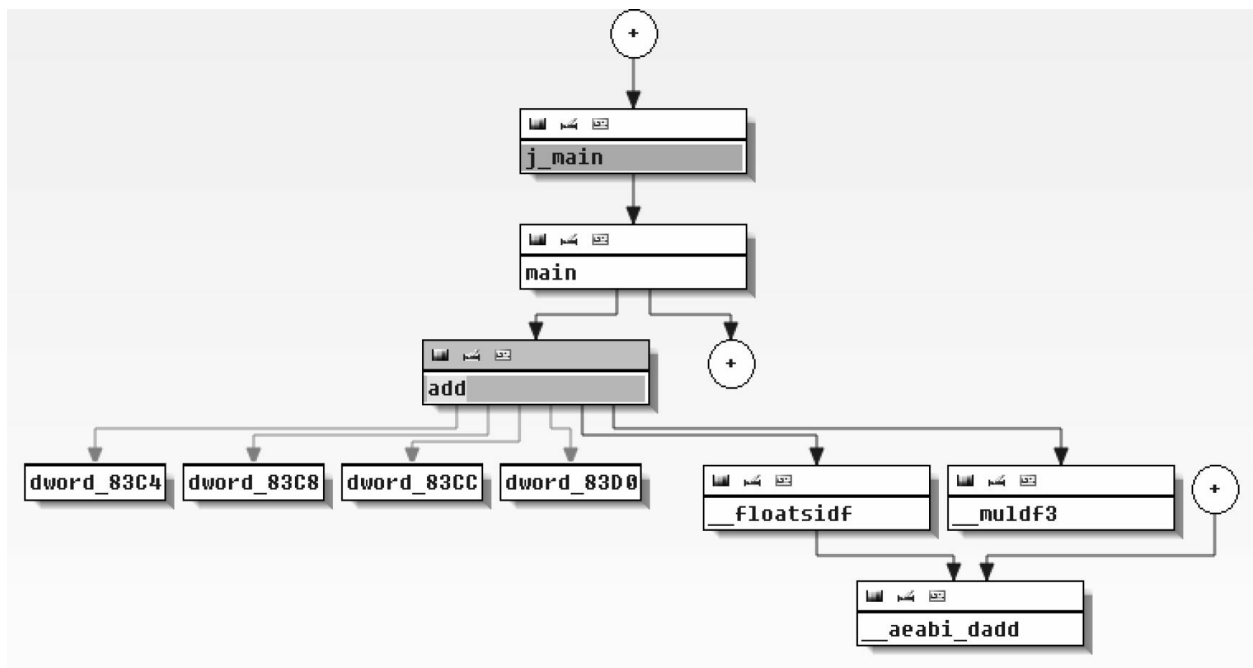 +
j_main
main
+
add
dword_83C4
dword_83C8
dword_83CC
dword_83D0
__floatsidf
__muldf3
+
__aeabi_dadd